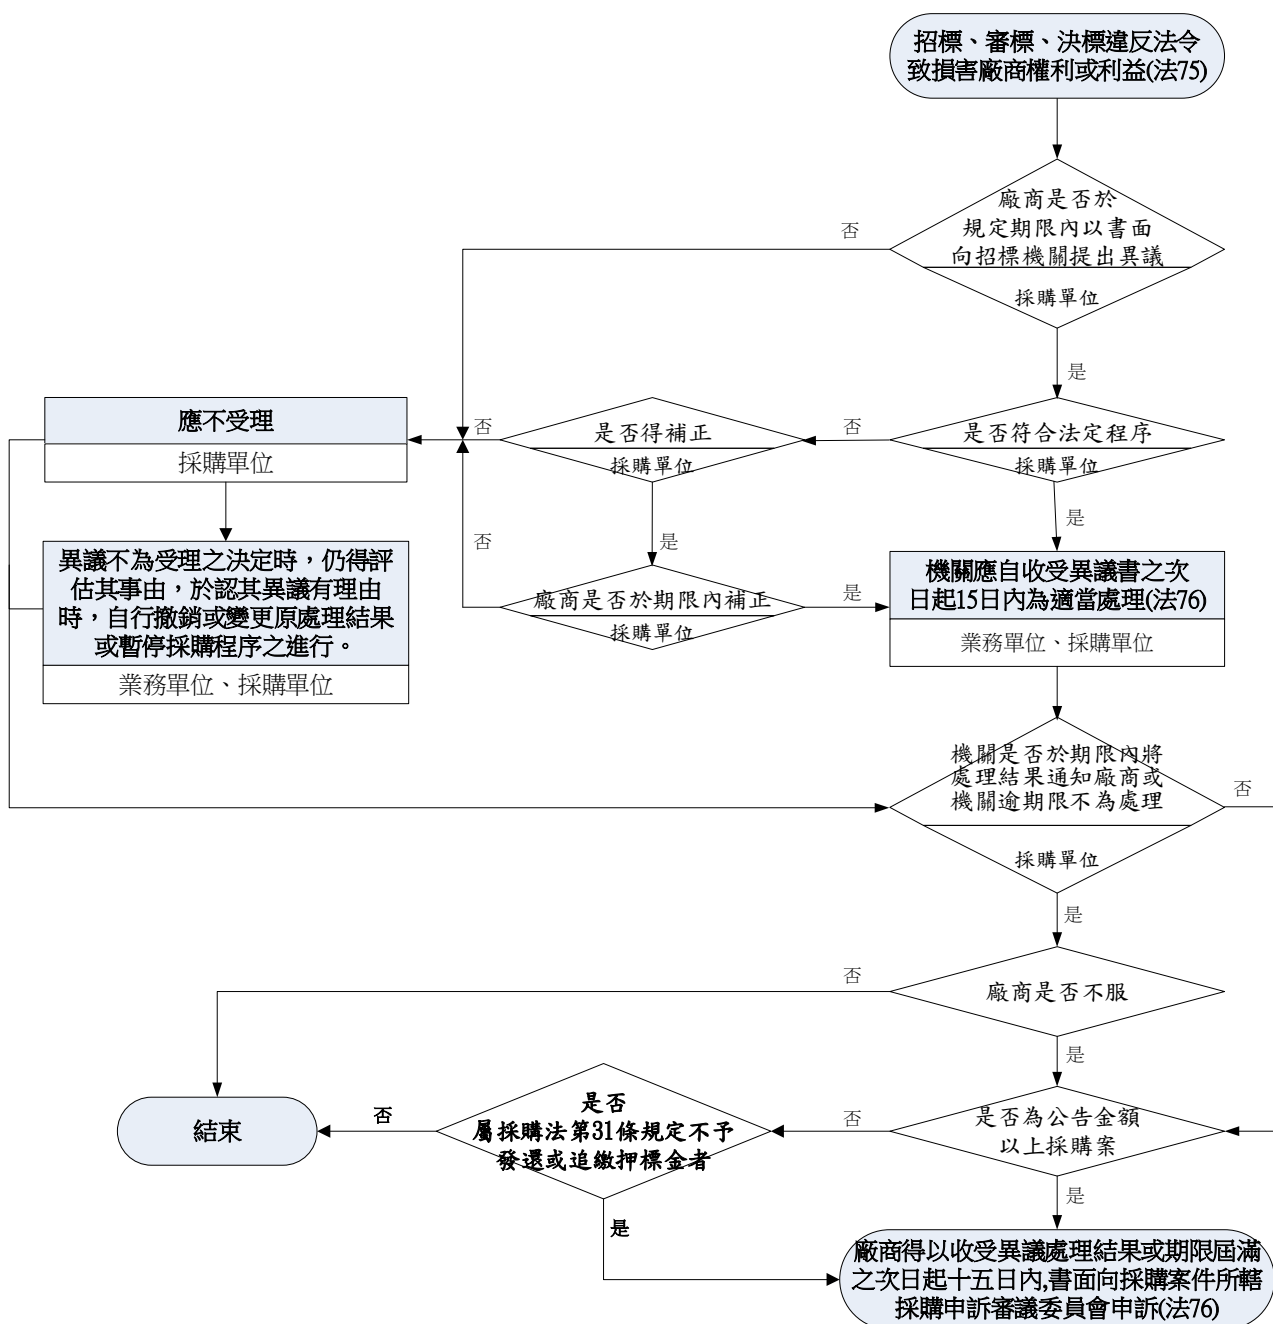 招標、審標、決標違反法令
致損害廠商權利或利益(法75)
廠商是否於
規定期限內以書面
向招標機關提出異議
採購單位
否
是
是否符合法定程序
採購單位
否
是否得補正
採購單位
否
應不受理
採購單位
是
是
否
廠商是否於期限內補正
採購單位
是
機關應自收受異議書之次
日起15日內為適當處理(法76)
業務單位、採購單位
異議不為受理之決定時，仍得評
估其事由，於認其異議有理由
時，自行撤銷或變更原處理結果
或暫停採購程序之進行。
業務單位、採購單位
機關是否於期限內將
處理結果通知廠商或
機關逾期限不為處理
採購單位
否
是
廠商是否不服
否
是
是否為公告金額
以上採購案
否
是否
屬採購法第31條規定不予
發還或追繳押標金者
否
結束
是
是
廠商得以收受異議處理結果或期限屆滿
之次日起十五日內,書面向採購案件所轄
採購申訴審議委員會申訴(法76)